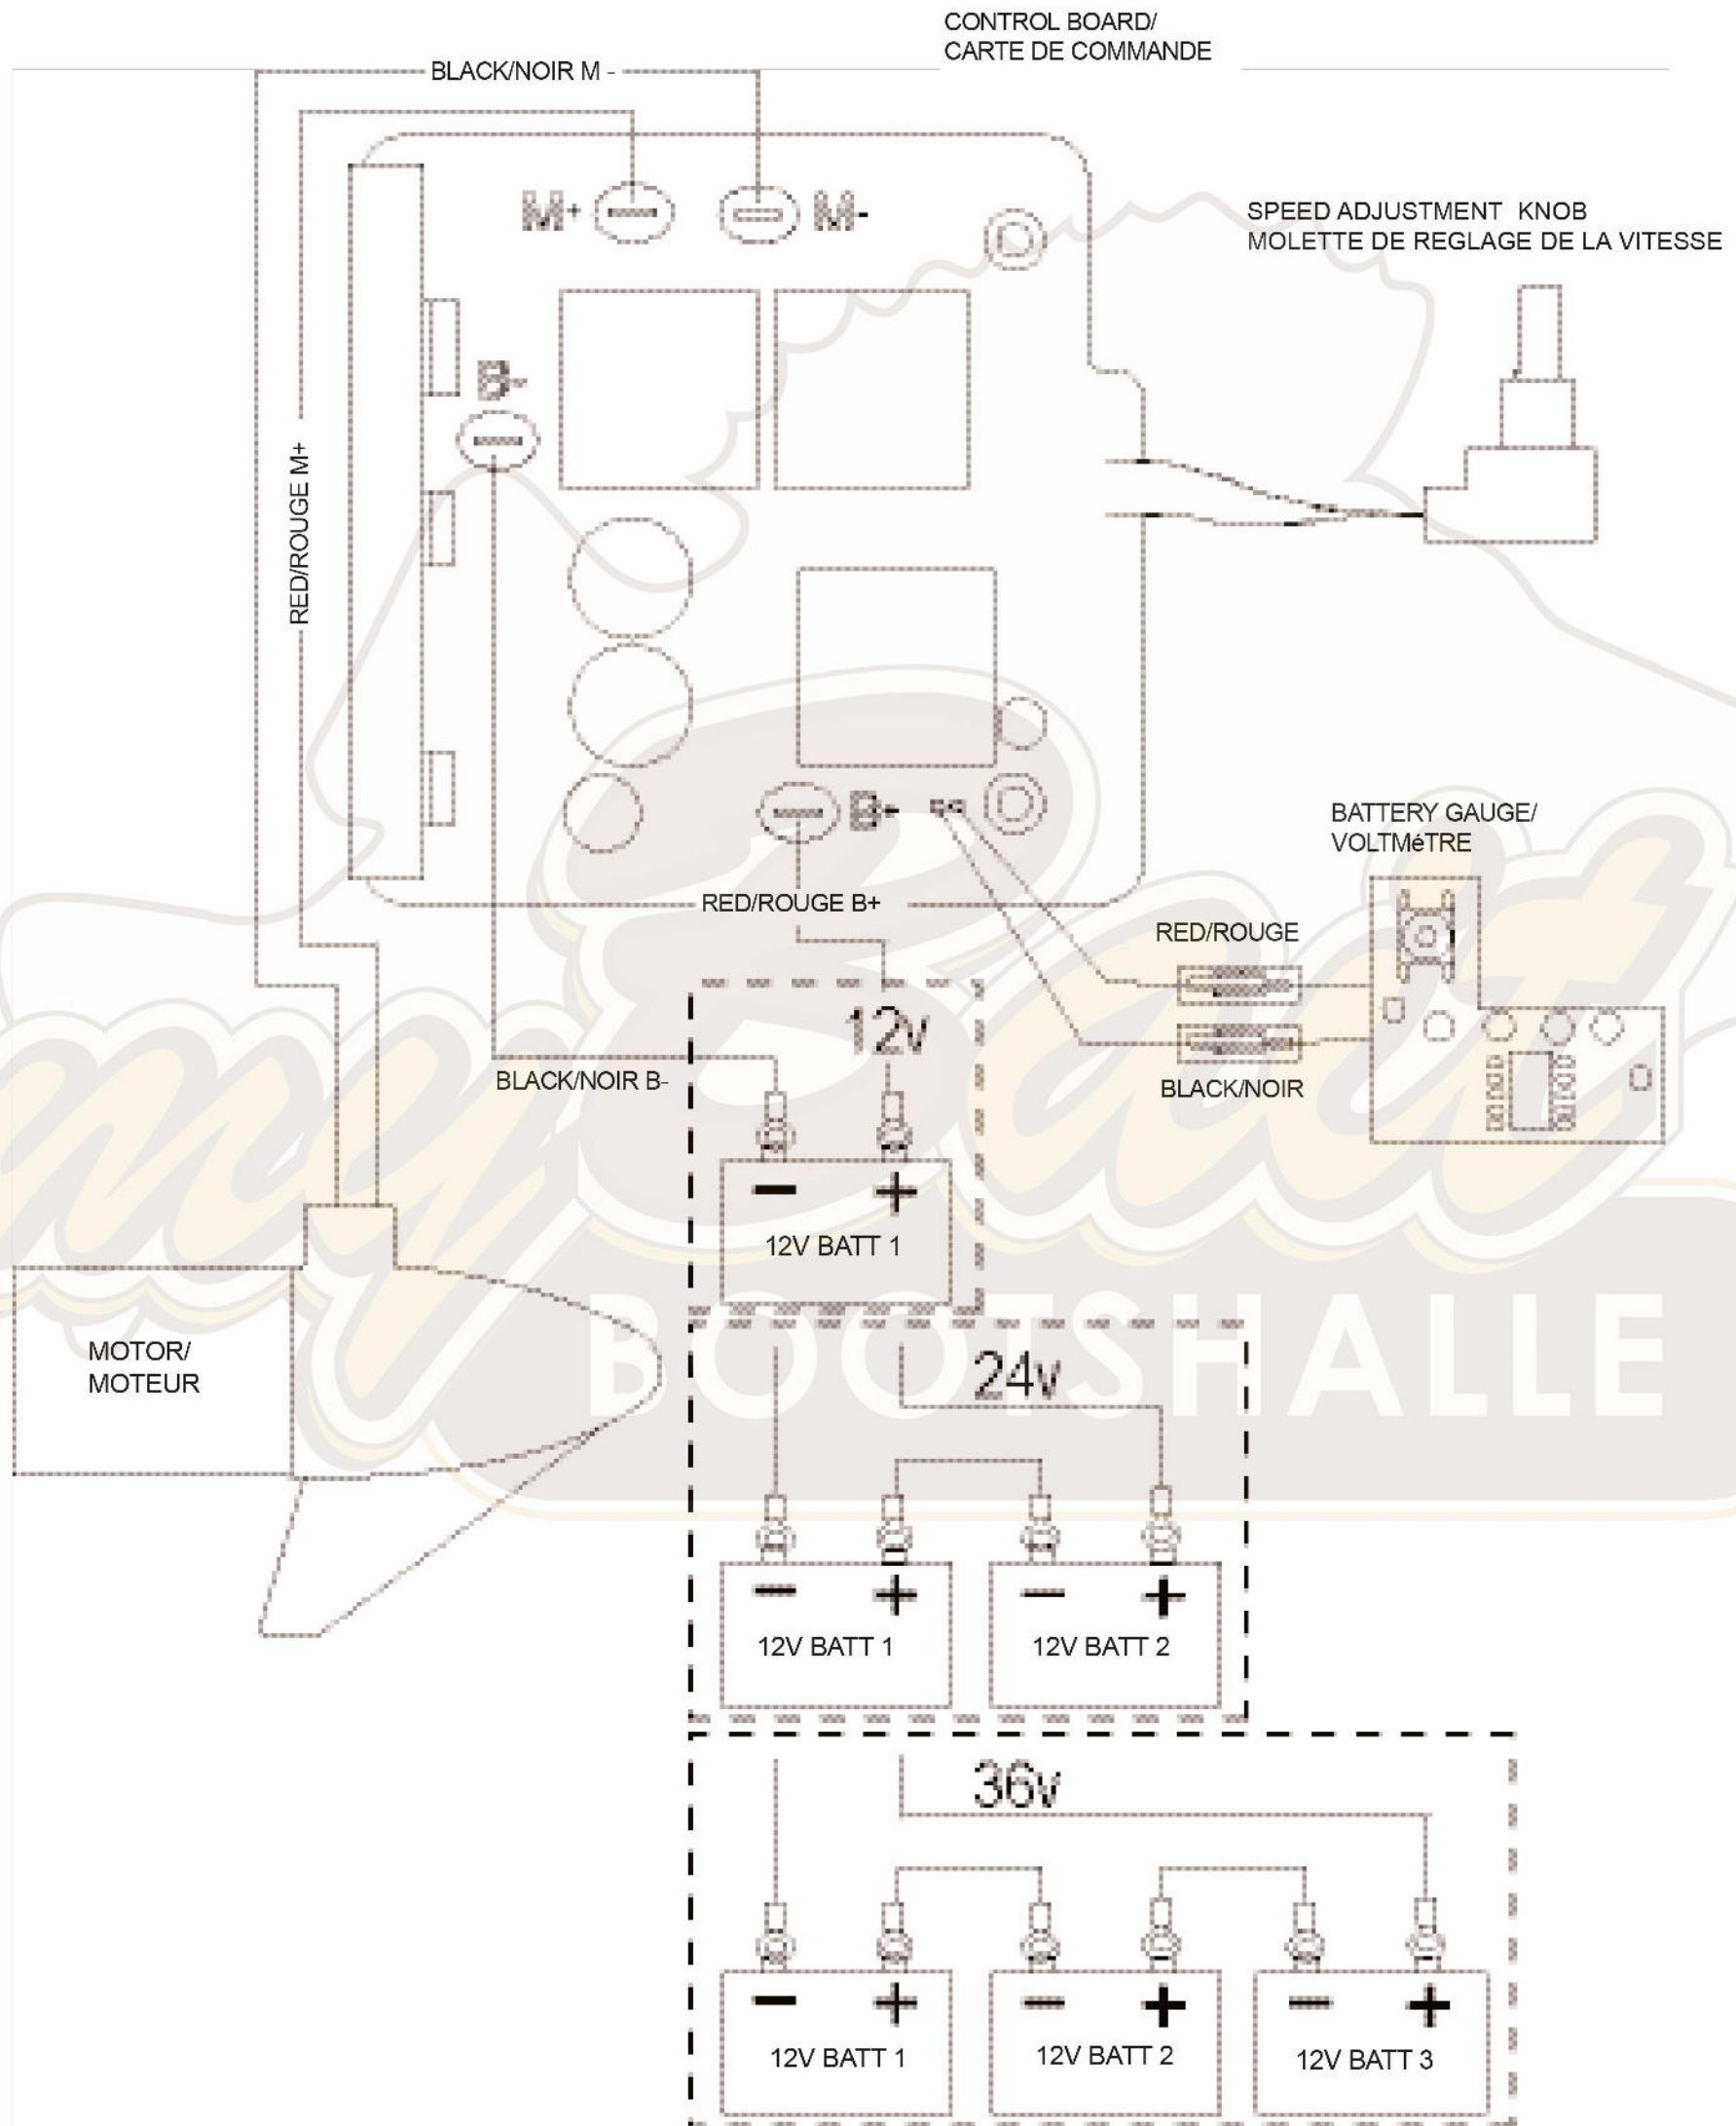 CONTROL BOARD/
CARTE DE COMMANDE
BLACK/NOIR M -
M+
M-
SPEED ADJUSTMENT KNOB
MOLETTE DE REGLAGE DE LA VITESSE
B-
RED/ROUGE M+
B+
BATTERY GAUGE/
VOLTMéTRE
RED/ROUGE B+
RED/ROUGE
12v
BLACK/NOIR B-
BLACK/NOIR
- +
12V BATT 1
my Boat
BOOTSHALLE
MOTOR/
MOTEUR
24v
- + - +
12V BATT 1
12V BATT 2
36v
- + - + - +
12V BATT 1
12V BATT 2
12V BATT 3